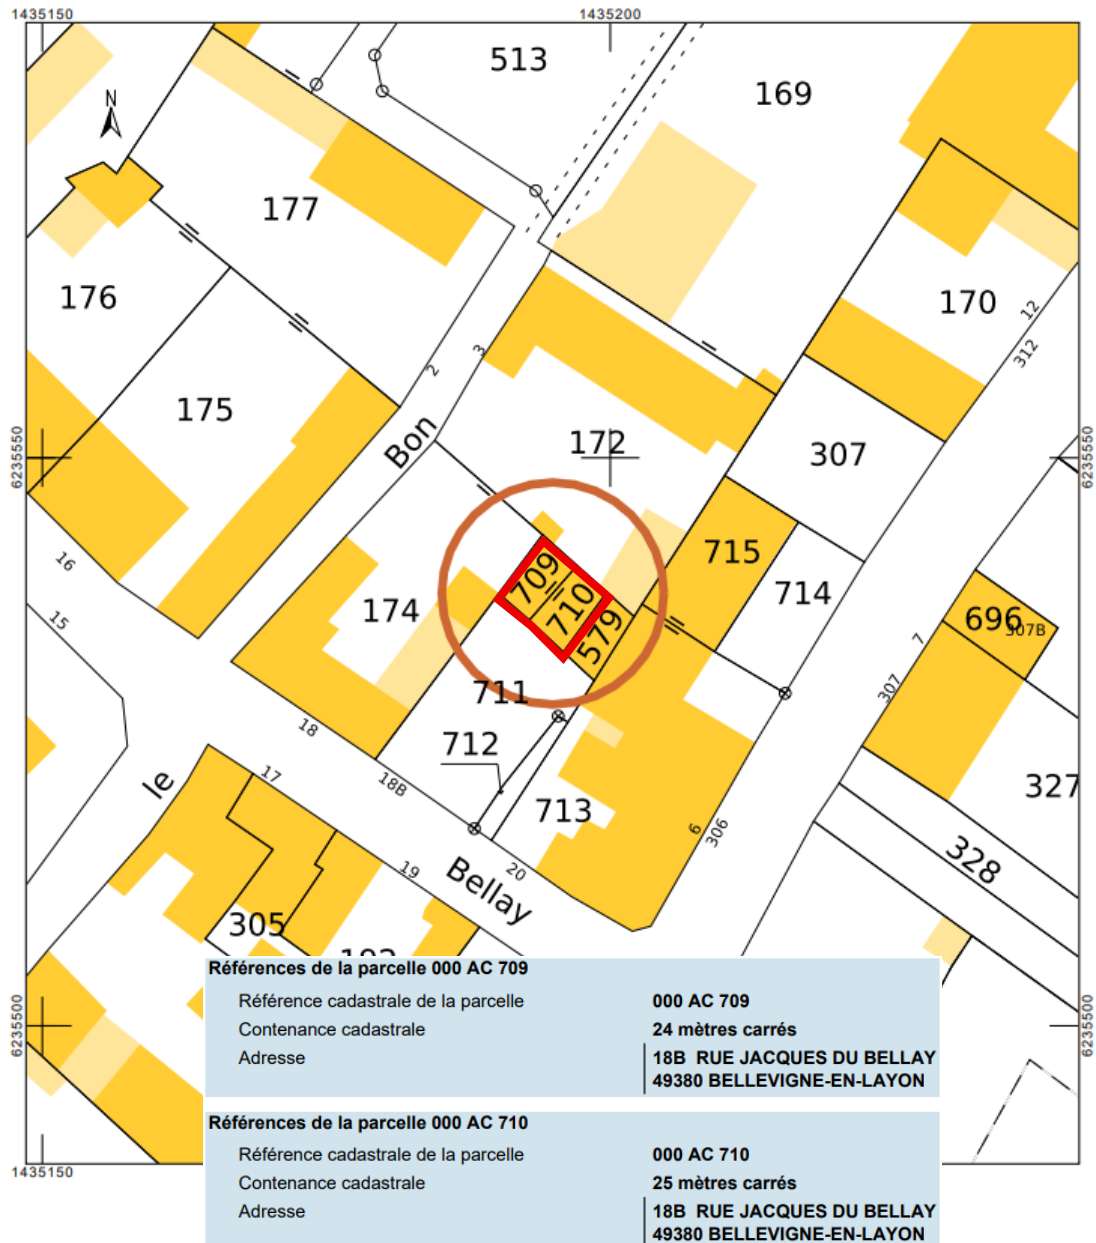 1435150
1435200
513
169
N
177
176
170
12
312
3
2
175
Bon
172
307
6235550
6235550
715
709
710
714
16
174
579
696
307B
15
7
711
307
18
712
17
le
18B
713
327
6
306
19
20
328
Bellay
305
6235500
6235500
Références de la parcelle 000 AC 709
Référence cadastrale de la parcelle 000 AC 709
Contenance cadastrale 24 mètres carrés
Adresse 18B RUE JACQUES DU BELLAY
49380 BELLEVIGNE-EN-LAYON
Références de la parcelle 000 AC 710
Référence cadastrale de la parcelle 000 AC 710
1435150
Contenance cadastrale 25 mètres carrés
Adresse 18B RUE JACQUES DU BELLAY
49380 BELLEVIGNE-EN-LAYON